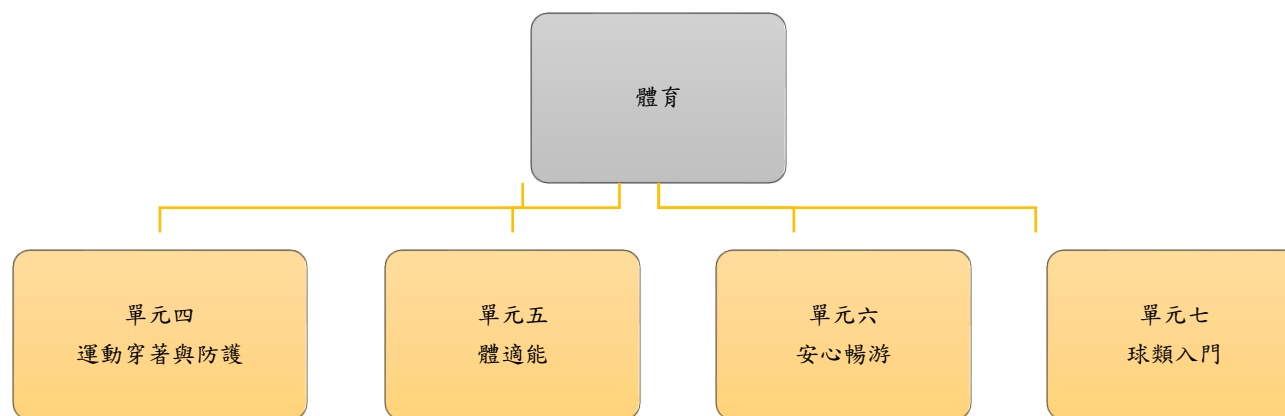 體育
單元四
運動穿著與防護
單元五
體適能
單元六
安心暢游
單元七
球類入門